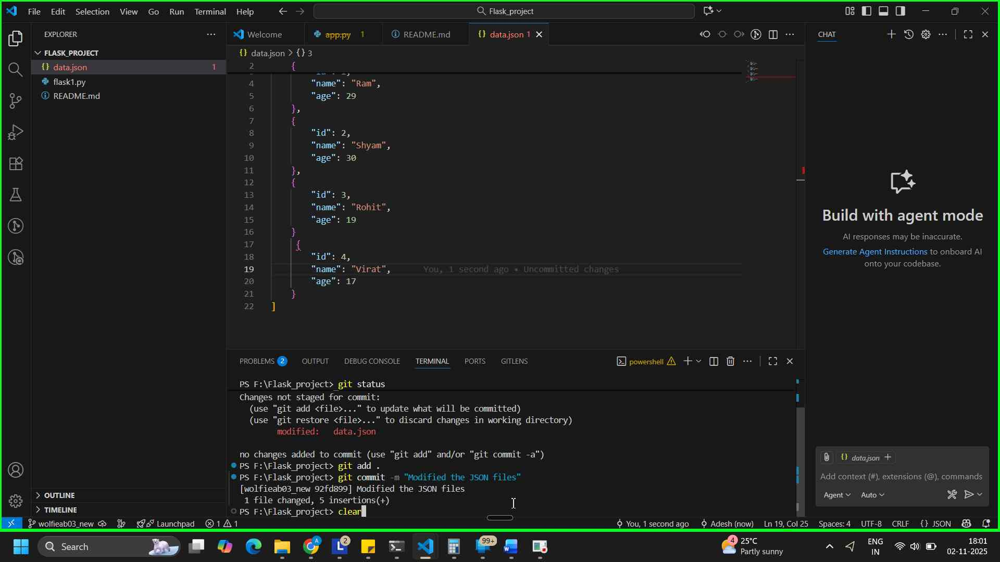 File Edit Selection View Go Run Terminal Help
Flask_project
EXPLORER
FLASK_PROJECT
data.json 1
flask1.py
README.md
OUTLINE
TIMELINE
Welcome
app.py 1
README.md
data.json 1
data.json > {} 3
2 {
4 "name": "Ram",
5 "age": 29
6 },
7 {
8 "id": 2,
9 "name": "Shyam",
10 "age": 30
11 },
12 {
13 "id": 3,
14 "name": "Rohit",
15 "age": 19
16 }
17 {
18 "id": 4,
19 "name": "Virat", You, 1 second ago • Uncommitted changes
20 "age": 17
21 }
22 ]
PROBLEMS 2 OUTPUT DEBUG CONSOLE TERMINAL PORTS GITLENS
powershell
PS F:\Flask_project> git status
Changes not staged for commit:
(use "git add <file>..." to update what will be committed)
(use "git restore <file>..." to discard changes in working directory)
modified: data.json
no changes added to commit (use "git add" and/or "git commit -a")
PS F:\Flask_project> git add .
PS F:\Flask_project> git commit -m "Modified the JSON files"
[wolfieab03_new 92fd899] Modified the JSON files
1 file changed, 5 insertions(+)
PS F:\Flask_project> clear
CHAT
Build with agent mode
AI responses may be inaccurate.
Generate Agent Instructions to onboard AI
onto your codebase.
data.json
Add context (#), extensions (@), commands
Agent Auto
wolfieab03_new Launchpad 1 1
You, 1 second ago Adesh (now) Ln 19, Col 25 Spaces: 4 UTF-8 CRLF {} JSON
Search
2
99+
4
25°C
Partly sunny
ENG
IN
18:01
02-11-2025